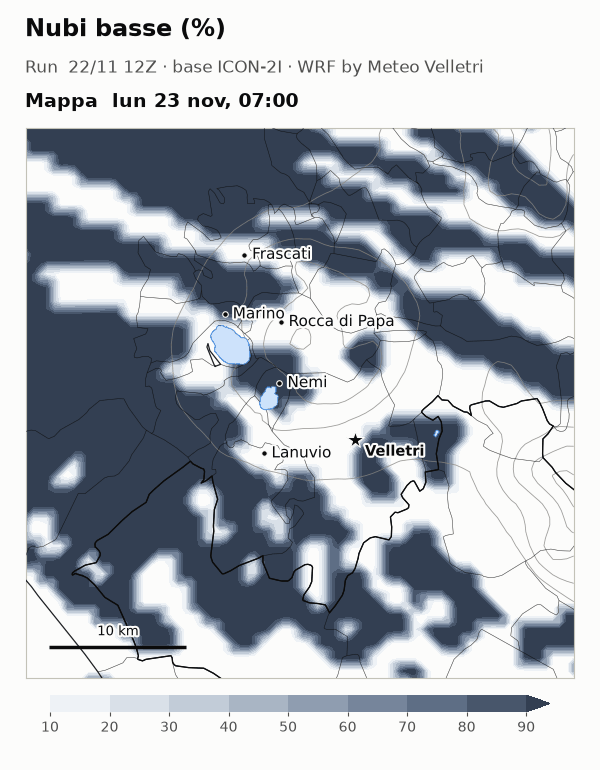 Nubi basse (%)
Run 22/11 12Z · base ICON-2I · WRF by Meteo Velletri
Mappa lun 23 nov, 07:00
Frascati
Marino
Rocca di Papa
Nemi
Velletri
Lanuvio
10 km
10 20 30 40 50 60 70 80 90